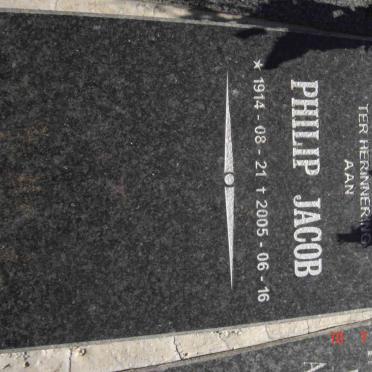 TER HERINNERING
AAN
PHILIP JACOB
* 1914 - 08 - 21 † 2005 - 06 - 16